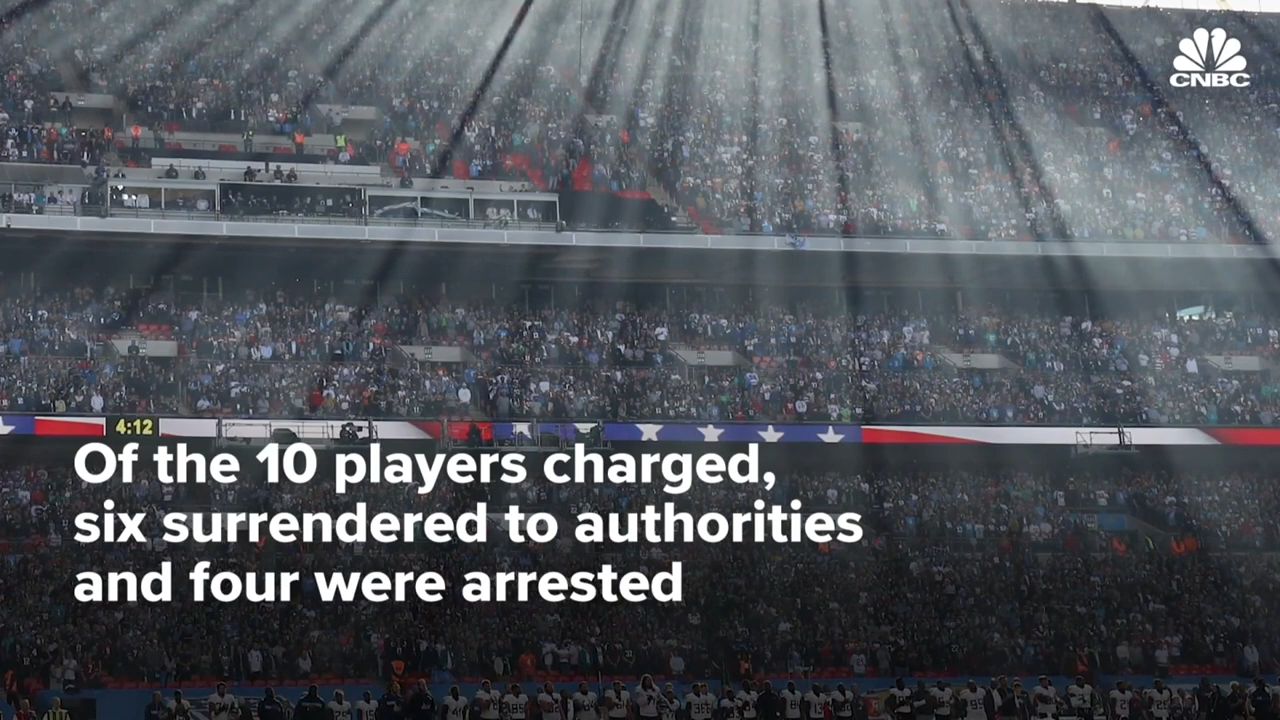 CNBC
4:12
Of the 10 players charged,
six surrendered to authorities
and four were arrested